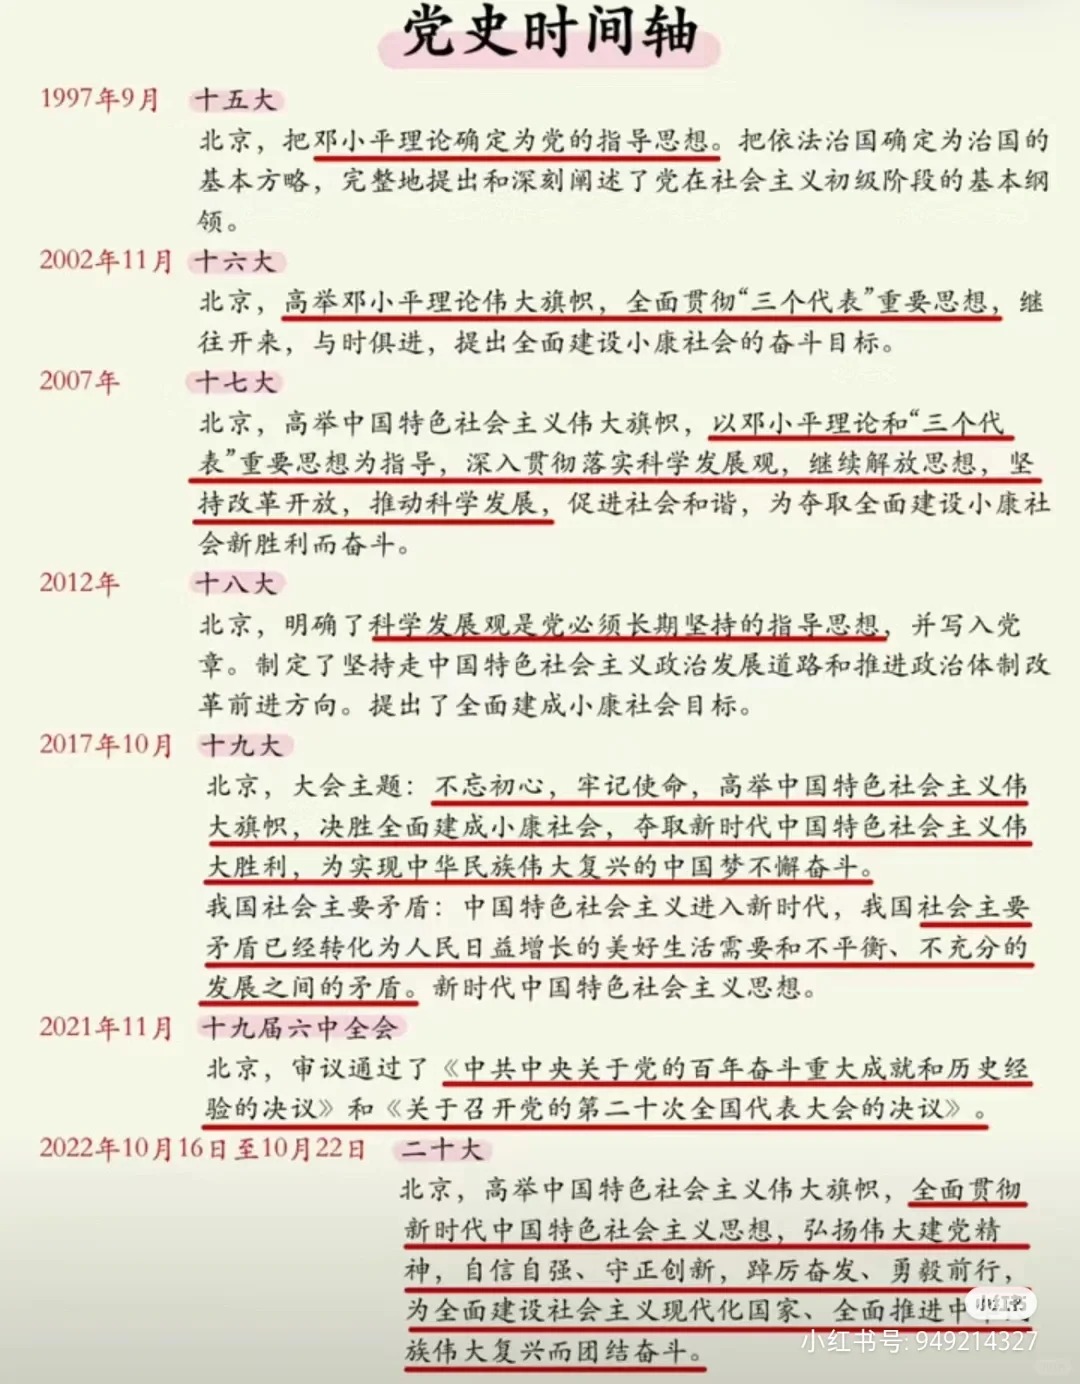 党史时间轴
1997年9月 十五大
北京，把邓小平理论确定为党的指导思想。把依法治国确定为治国的
基本方略，完整地提出和深刻阐述了党在社会主义初级阶段的基本纲
领。
2002年11月 十六大
北京，高举邓小平理论伟大旗帜，全面贯彻“三个代表”重要思想，继
往开来，与时俱进，提出全面建设小康社会的奋斗目标。
2007年 十七大
北京，高举中国特色社会主义伟大旗帜，以邓小平理论和“三个代
表”重要思想为指导，深入贯彻落实科学发展观，继续解放思想，坚
持改革开放，推动科学发展，促进社会和谐，为夺取全面建设小康社
会新胜利而奋斗。
2012年 十八大
北京，明确了科学发展观是党必须长期坚持的指导思想，并写入党
章。制定了坚持走中国特色社会主义政治发展道路和推进政治体制改
革前进方向。提出了全面建成小康社会目标。
2017年10月 十九大
北京，大会主题：不忘初心，牢记使命，高举中国特色社会主义伟
大旗帜，决胜全面建成小康社会，夺取新时代中国特色社会主义伟
大胜利，为实现中华民族伟大复兴的中国梦不懈奋斗。
我国社会主要矛盾：中国特色社会主义进入新时代，我国社会主要
矛盾已经转化为人民日益增长的美好生活需要和不平衡、不充分的
发展之间的矛盾。新时代中国特色社会主义思想。
2021年11月 十九届六中全会
北京，审议通过了《中共中央关于党的百年奋斗重大成就和历史经
验的决议》和《关于召开党的第二十次全国代表大会的决议》。
2022年10月16日至10月22日 二十大
北京，高举中国特色社会主义伟大旗帜，全面贯彻
新时代中国特色社会主义思想，弘扬伟大建党精
神，自信自强、守正创新，踔厉奋发、勇毅前行，
为全面建设社会主义现代化国家、全面推进中
族伟大复兴而团结奋斗。
小红书
小红书号: 949214327